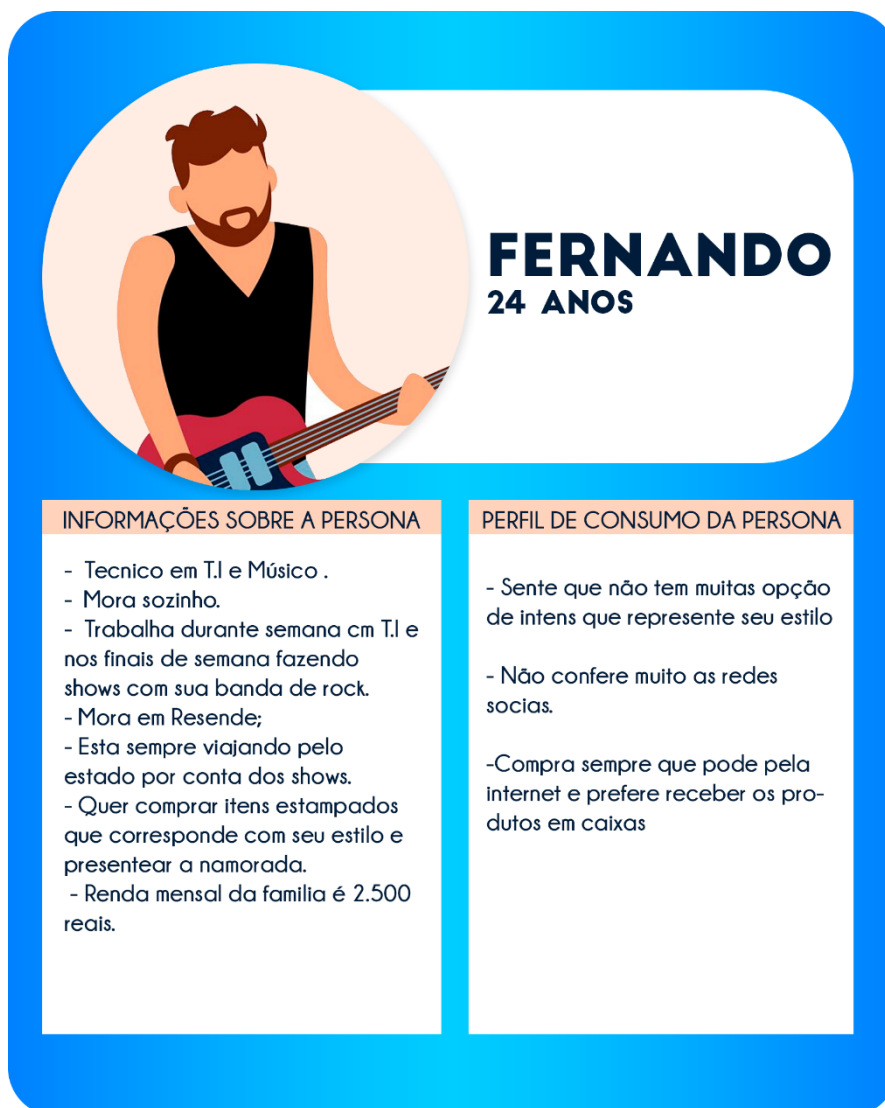 FERNANDO
24 ANOS
INFORMAÇÕES SOBRE A PERSONA
- Tecnico em T.I e Músico .
- Mora sozinho.
- Trabalha durante semana cm T.I e
nos finais de semana fazendo
shows com sua banda de rock.
- Mora em Resende;
- Esta sempre viajando pelo
estado por conta dos shows.
- Quer comprar itens estampados
que corresponde com seu estilo e
presentear a namorada.
- Renda mensal da familia é 2.500
reais.
PERFIL DE CONSUMO DA PERSONA
- Sente que não tem muitas opção
de intens que represente seu estilo
- Não confere muito as redes
socias.
-Compra sempre que pode pela
internet e prefere receber os pro-
dutos em caixas